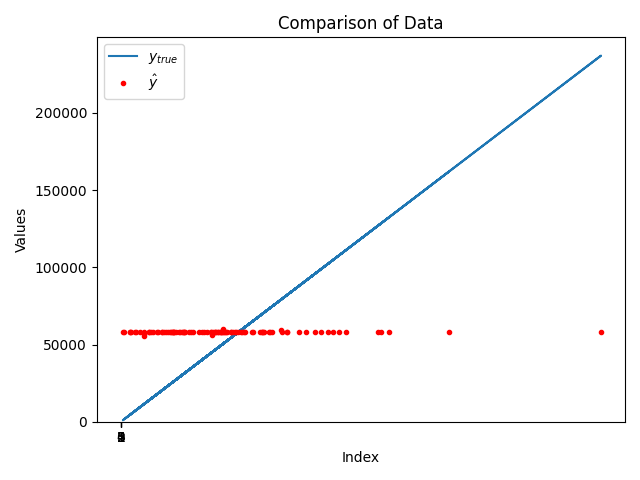 Comparison of Data
y_true
ŷ
200000
150000
100000
50000
0
Values
Index